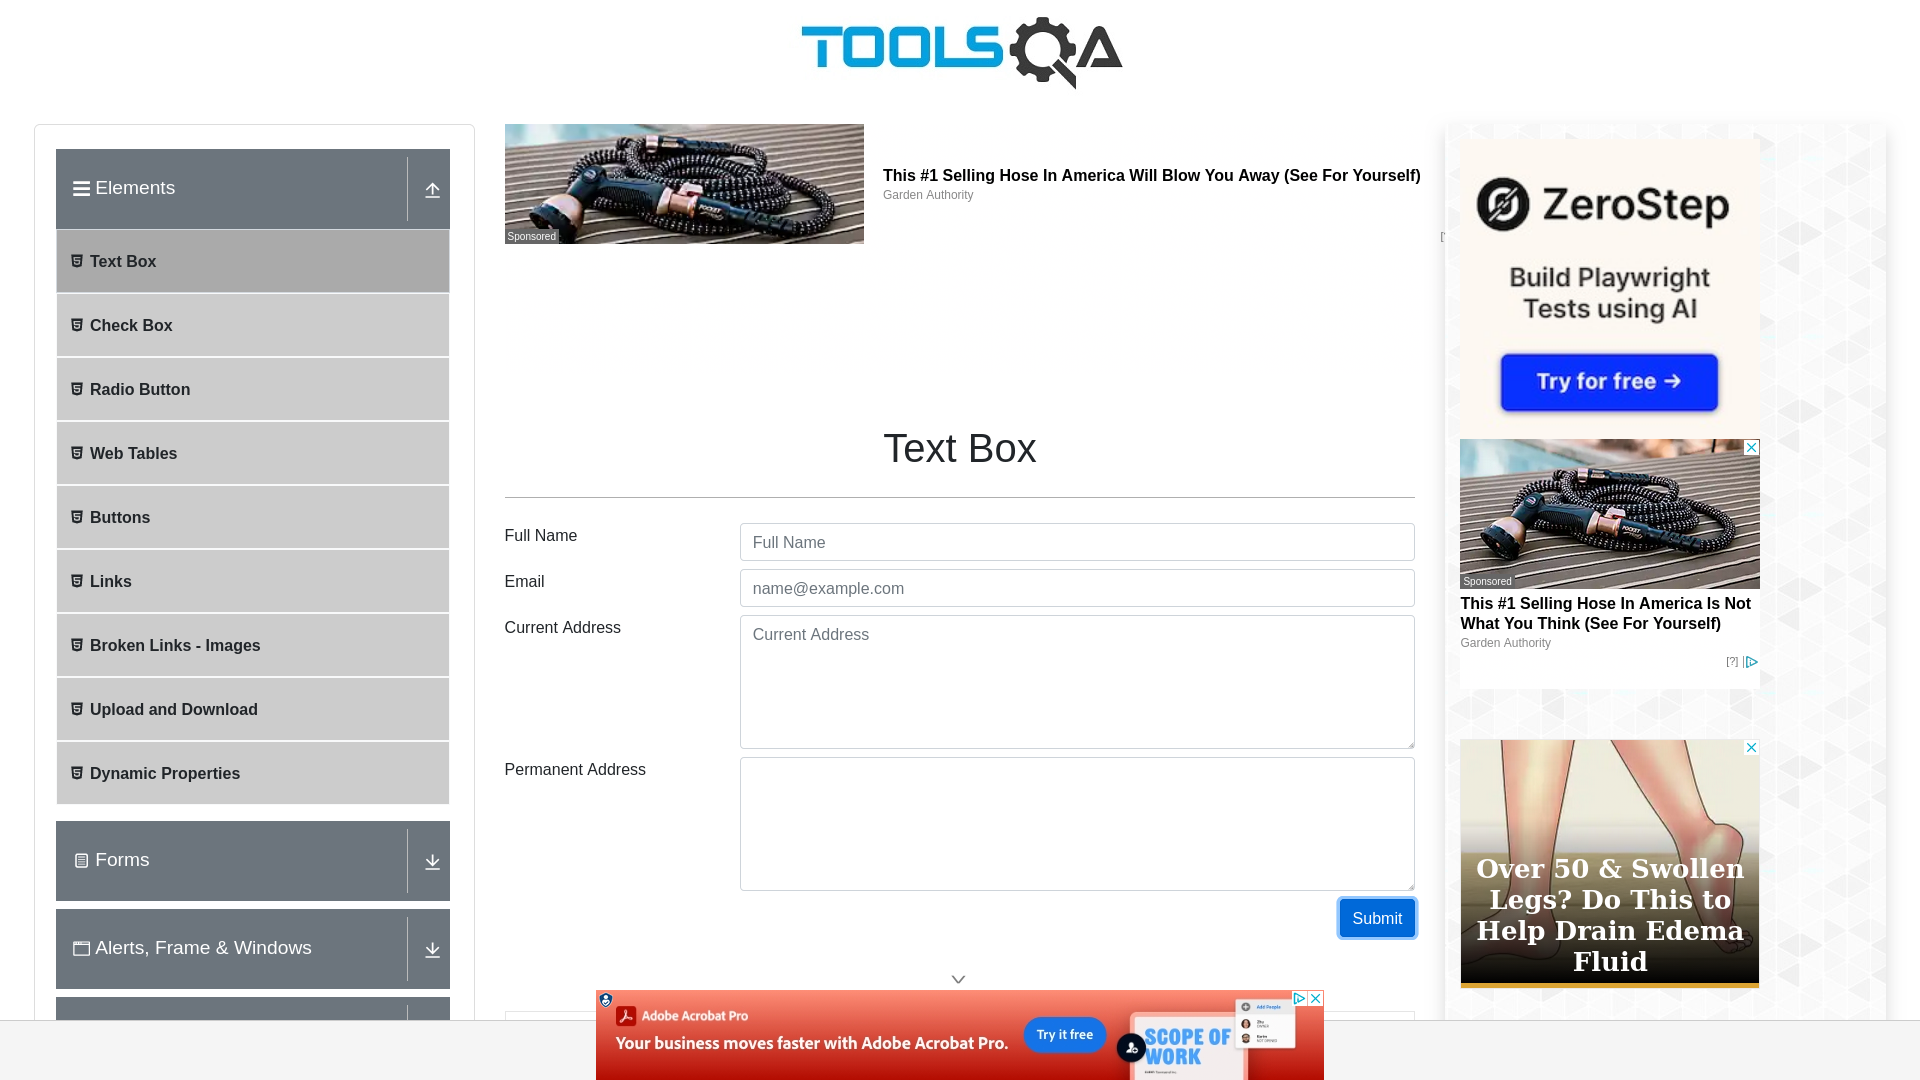 TOOLSQA
Elements
Text Box
Check Box
Radio Button
Web Tables
Buttons
Links
Broken Links - Images
Upload and Download
Dynamic Properties
Forms
Alerts, Frame & Windows
Sponsored
This #1 Selling Hose In America Will Blow You Away (See For Yourself)
Garden Authority
Text Box
Full Name
Full Name
Email
name@example.com
Current Address
Current Address
Permanent Address
Submit
ZeroStep
Build Playwright
Tests using AI
Try for free →
POCKET
Sponsored
This #1 Selling Hose In America Is Not
What You Think (See For Yourself)
Garden Authority
[?]
Over 50 & Swollen
Legs? Do This to
Help Drain Edema
Fluid
Adobe Acrobat Pro
Your business moves faster with Adobe Acrobat Pro.
Try it free
SCOPE OF
WORK
Add People